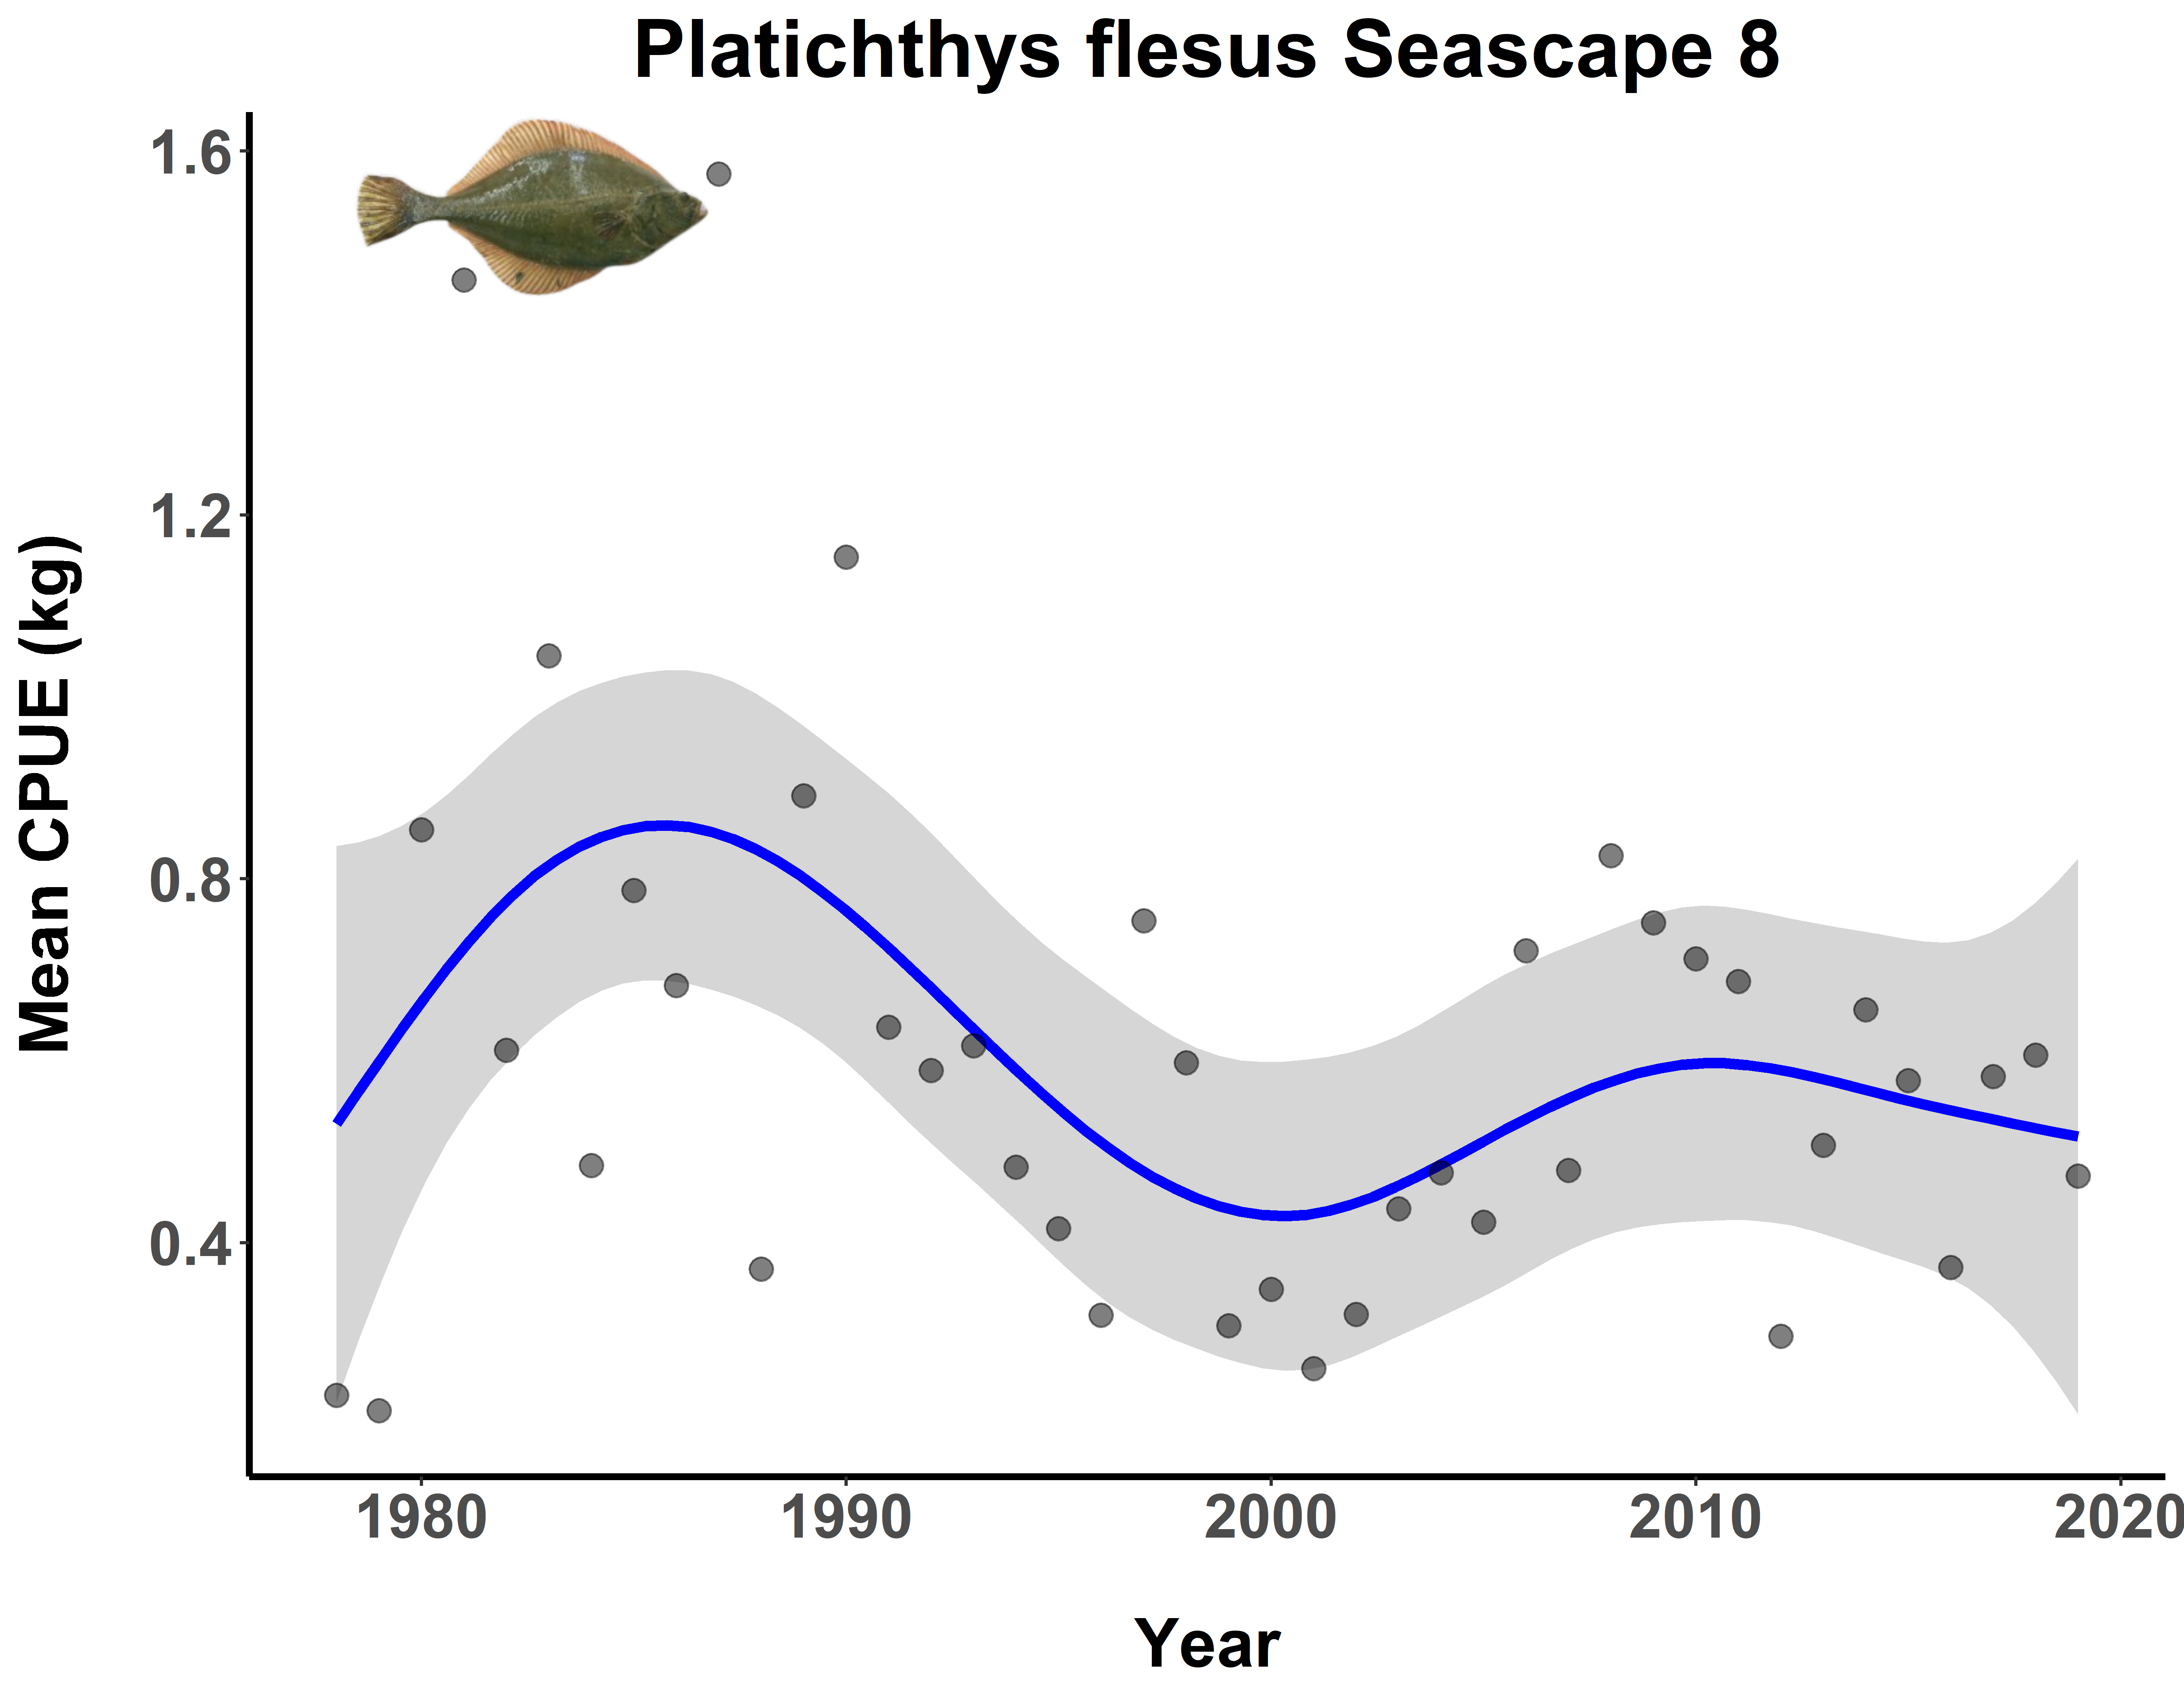 Platichthys flesus Seascape 8
1.6
1.2
0.8
0.4
Mean CPUE (kg)
1980 1990 2000 2010 2020
Year